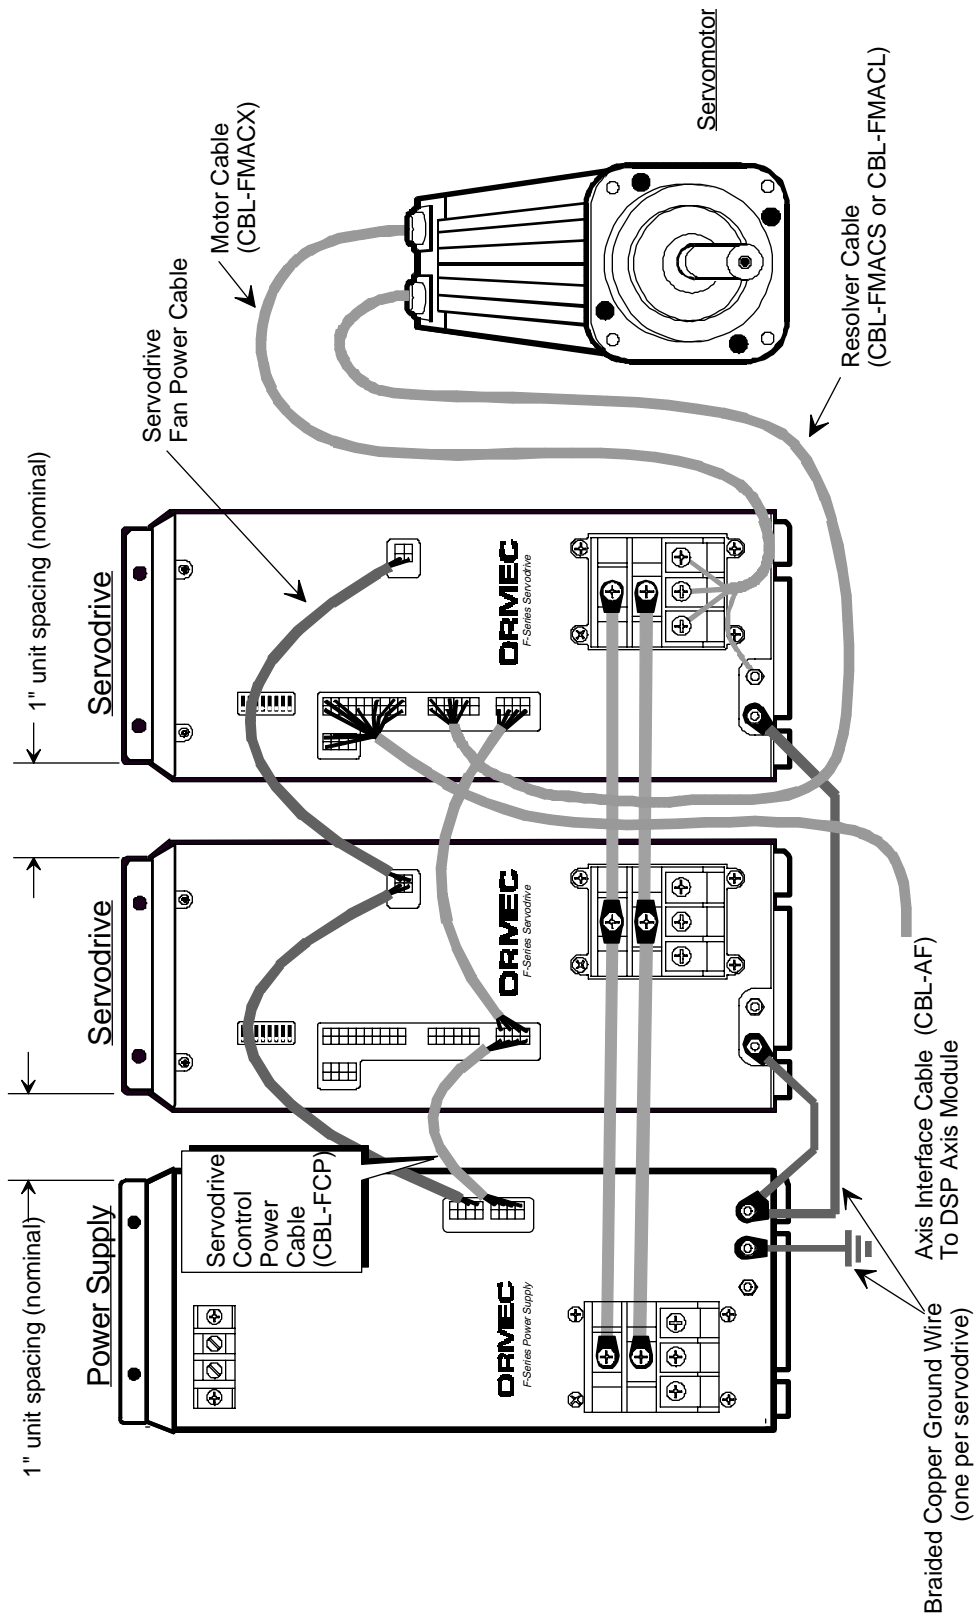 1" unit spacing (nominal)
1" unit spacing (nominal)
Power Supply
Servodrive
Servodrive
Servodrive
Fan Power Cable
Motor Cable
(CBL-FMACX)
Servomotor
Servodrive
Control
Power
Cable
(CBL-FCP)
ORMEC
F-Series Power Supply
ORMEC
F-Series Servodrive
ORMEC
F-Series Servodrive
Resolver Cable
(CBL-FMACS or CBL-FMACL)
Axis Interface Cable (CBL-AF)
To DSP Axis Module
Braided Copper Ground Wire
(one per servodrive)